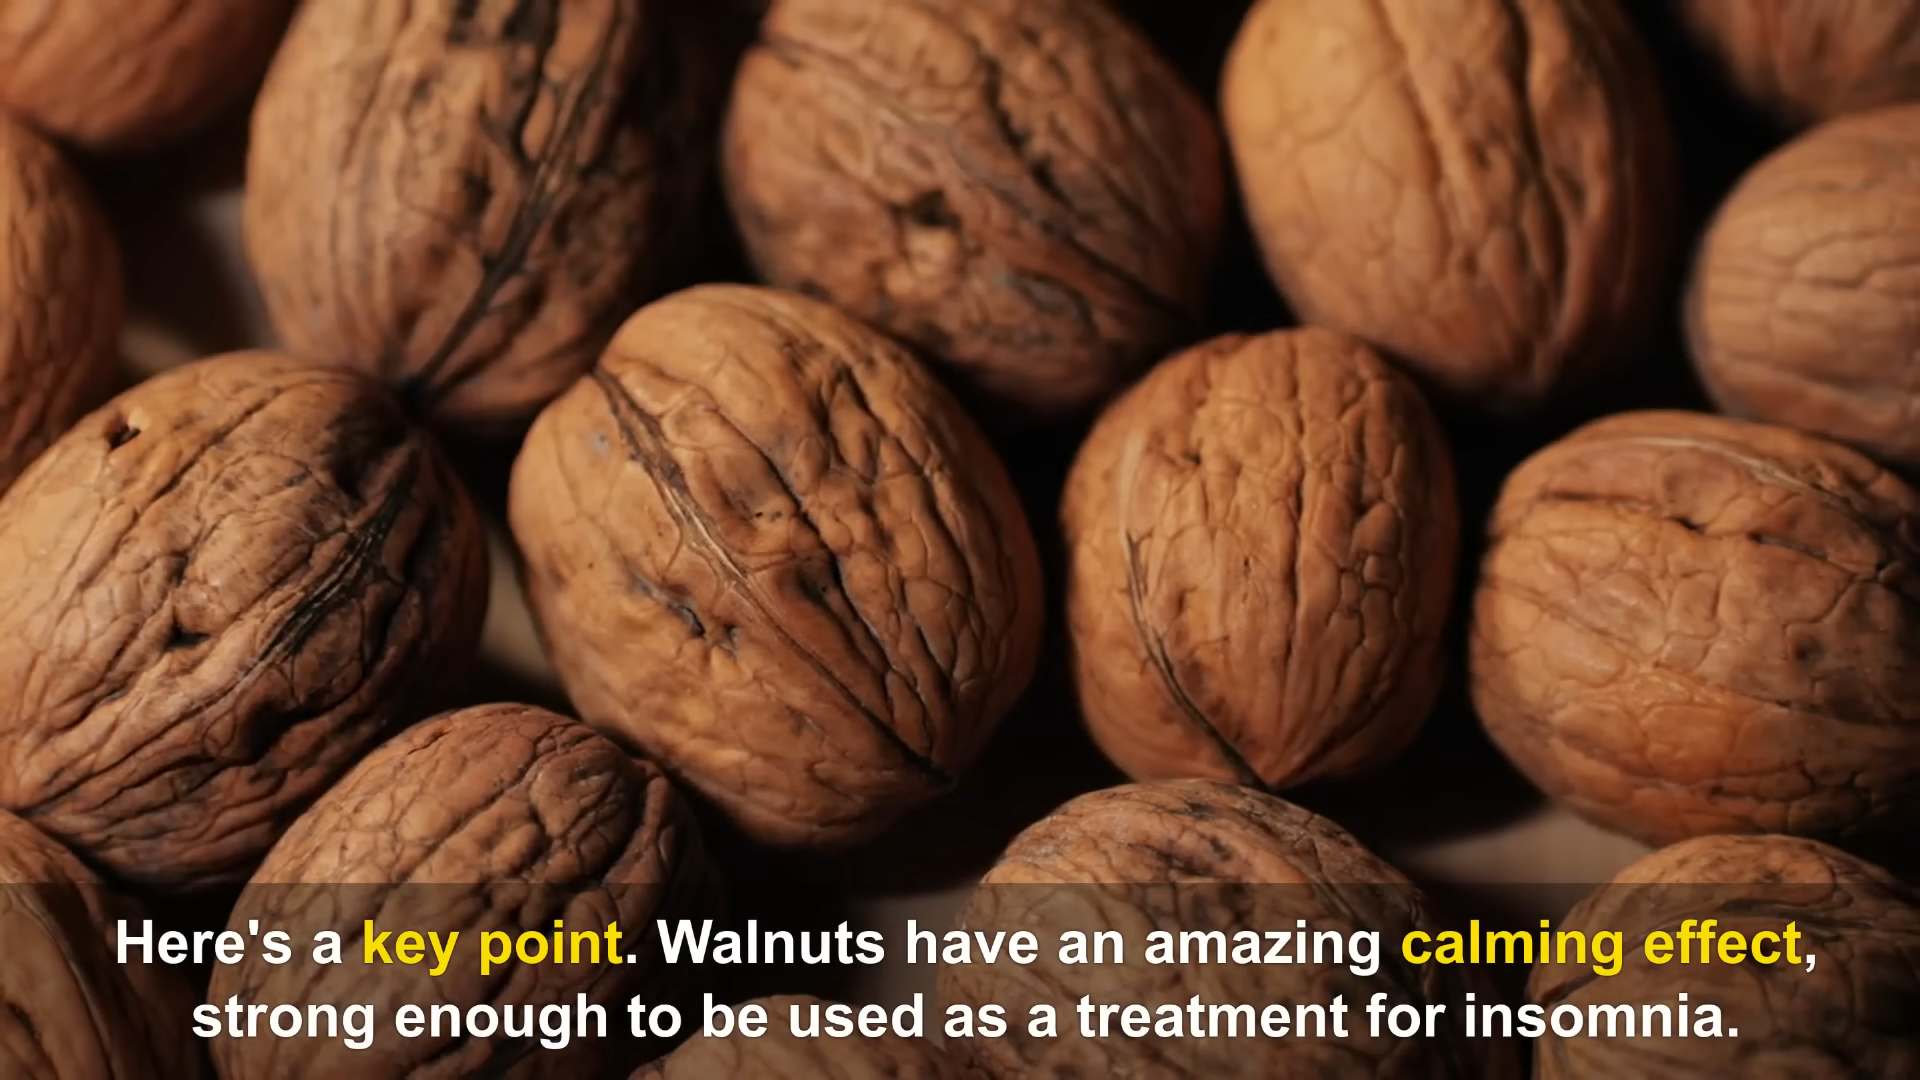 Here's a key point. Walnuts have an amazing calming effect,
strong enough to be used as a treatment for insomnia.